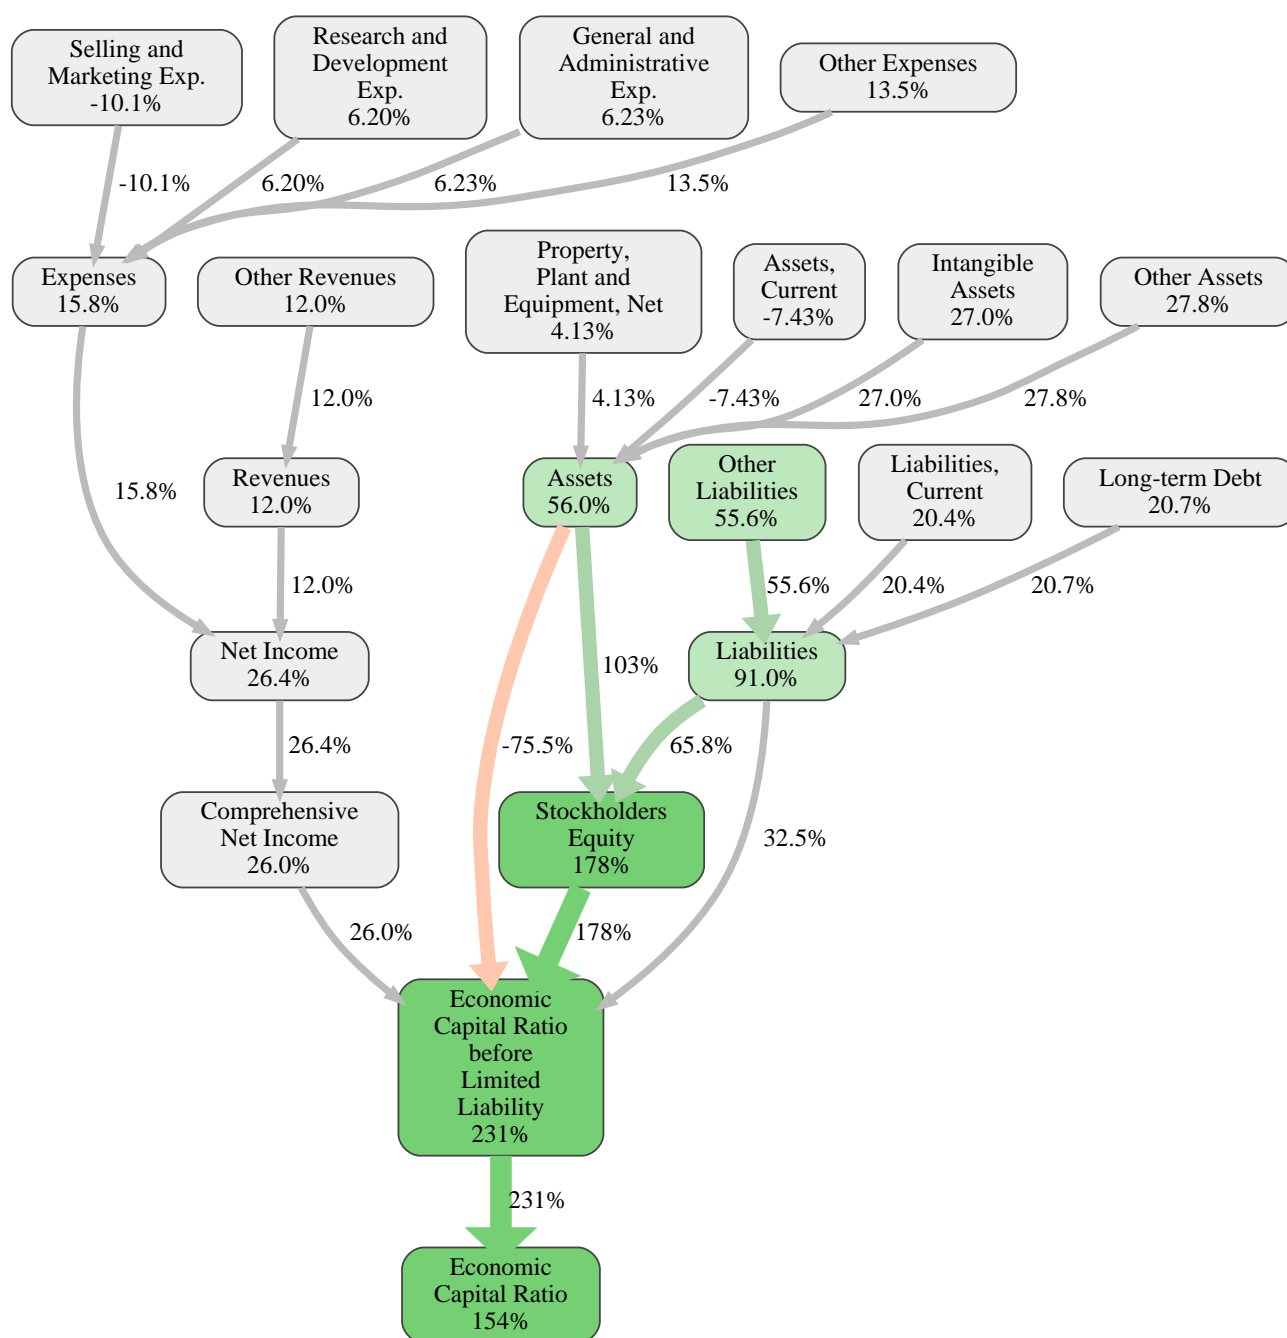 Selling and
Marketing Exp.
-10.1%
Research and
Development
Exp.
6.20%
General and
Administrative
Exp.
6.23%
Other Expenses
13.5%
-10.1%
6.20%
6.23%
13.5%
Expenses
15.8%
Other Revenues
12.0%
Property,
Plant and
Equipment, Net
4.13%
Assets,
Current
-7.43%
Intangible
Assets
27.0%
Other Assets
27.8%
12.0%
4.13%
-7.43%
27.0%
27.8%
15.8%
Revenues
12.0%
Assets
56.0%
Other
Liabilities
55.6%
Liabilities,
Current
20.4%
Long-term Debt
20.7%
12.0%
55.6%
20.4%
20.7%
Net Income
26.4%
103%
Liabilities
91.0%
26.4%
-75.5%
65.8%
Comprehensive
Net Income
26.0%
Stockholders
Equity
178%
32.5%
26.0%
178%
Economic
Capital Ratio
before
Limited
Liability
231%
231%
Economic
Capital Ratio
154%